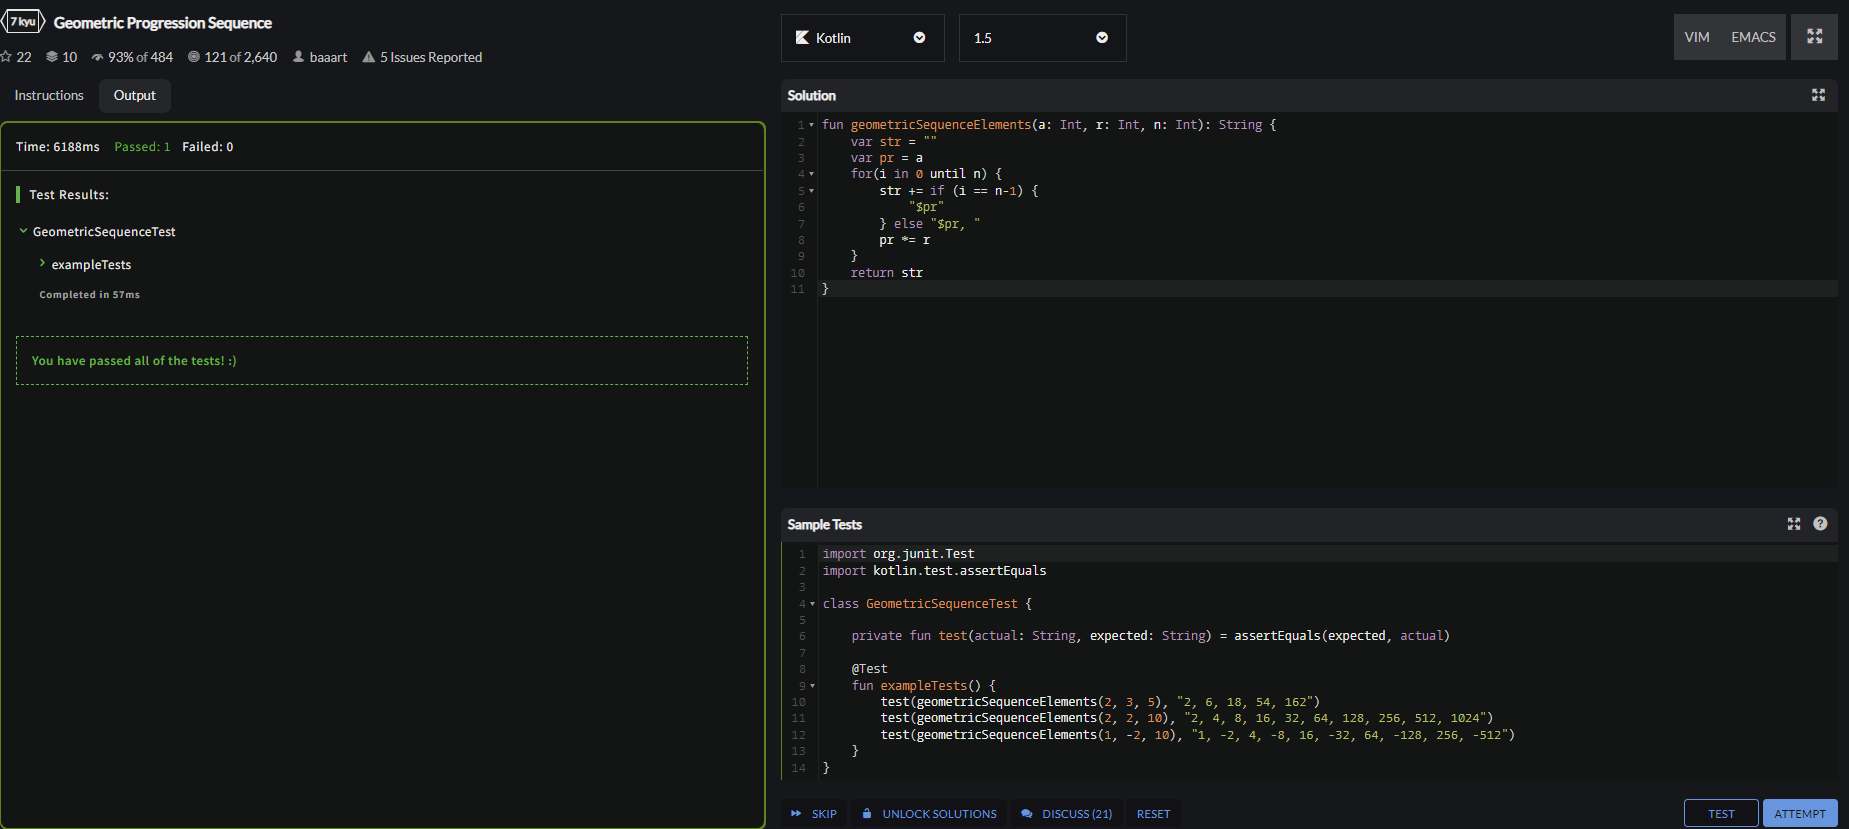 7 kyu Geometric Progression Sequence
22 10 93% of 484 121 of 2,640 baaart 5 Issues Reported
Instructions Output
Time: 6188ms Passed: 1 Failed: 0
Test Results:
GeometricSequenceTest
exampleTests
Completed in 57ms
You have passed all of the tests! :)
Kotlin 1.5 VIM EMACS
Solution
1 fun geometricSequenceElements(a: Int, r: Int, n: Int): String {
2 var str = ""
3 var pr = a
4 for(i in 0 until n) {
5 str += if (i == n-1) {
6 "$pr"
7 } else "$pr, "
8 pr *= r
9 }
10 return str
11 }
Sample Tests
1 import org.junit.Test
2 import kotlin.test.assertEquals
3
4 class GeometricSequenceTest {
5
6 private fun test(actual: String, expected: String) = assertEquals(expected, actual)
7
8 @Test
9 fun exampleTests() {
10 test(geometricSequenceElements(2, 3, 5), "2, 6, 18, 54, 162")
11 test(geometricSequenceElements(2, 2, 10), "2, 4, 8, 16, 32, 64, 128, 256, 512, 1024")
12 test(geometricSequenceElements(1, -2, 10), "1, -2, 4, -8, 16, -32, 64, -128, 256, -512")
13 }
14 }
SKIP UNLOCK SOLUTIONS DISCUSS (21) RESET TEST ATTEMPT